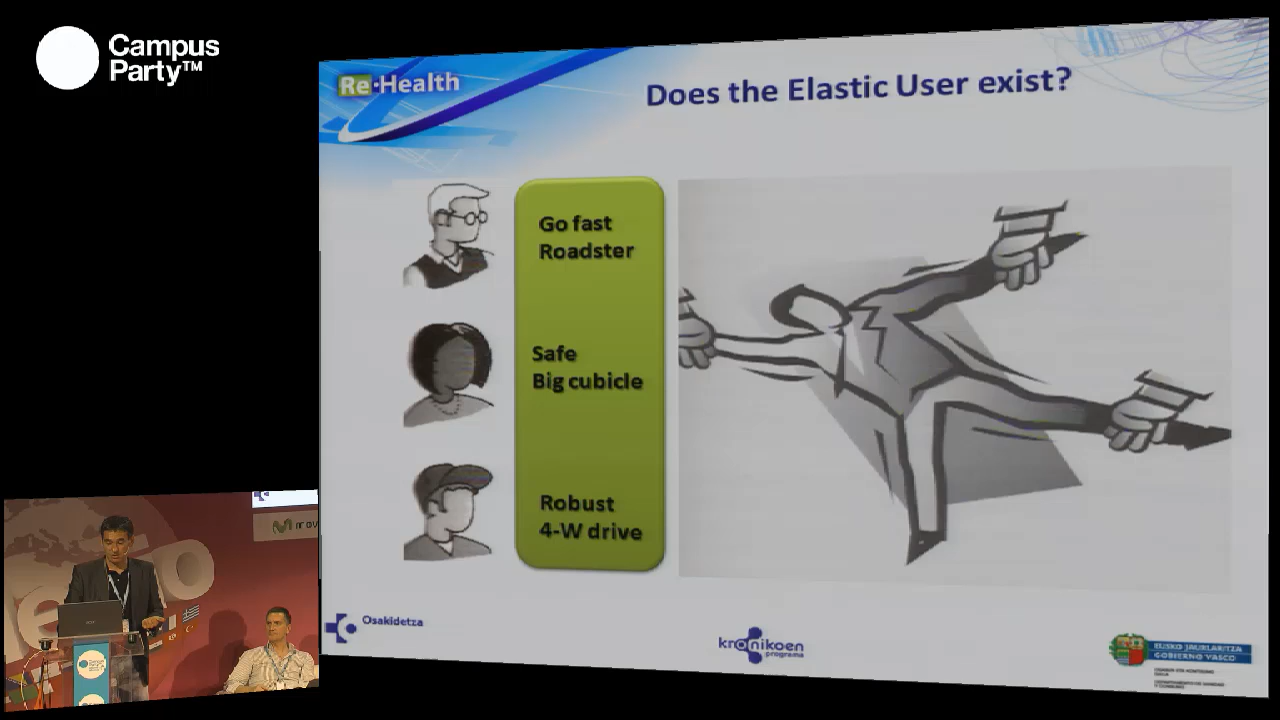 Campus
Party™
Re·Health
Does the Elastic User exist?
Go fast
Roadster
Safe
Big cubicle
Robust
4-W drive
Osakidetza
kronikoen
programa
EUSKO JAURLARITZA
GOBIERNO VASCO